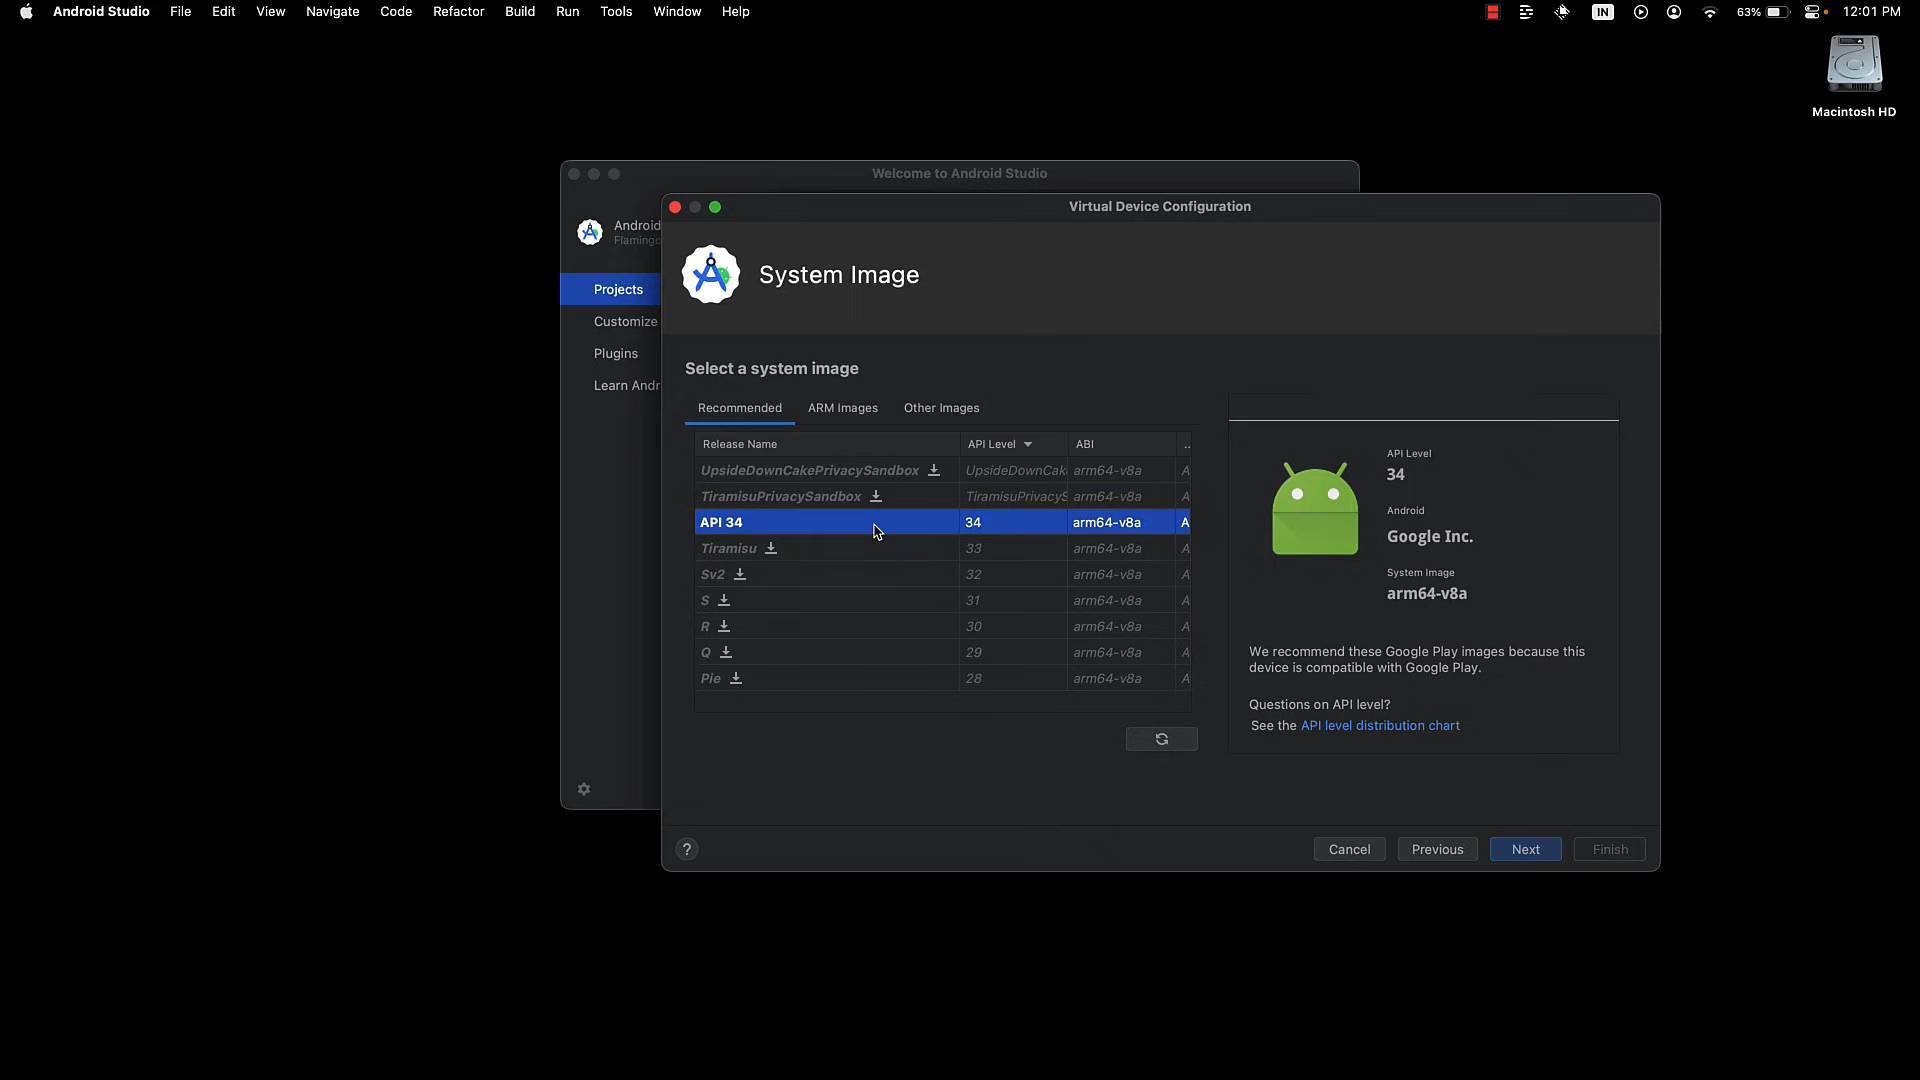 Android Studio File Edit View Navigate Code Refactor Build Run Tools Window Help IN 63% 12:01 PM
Macintosh HD
Welcome to Android Studio
Virtual Device Configuration
Android
Flamingo
System Image
Projects
Customize
Plugins
Learn Andr
Select a system image
Recommended ARM Images Other Images
Release Name API Level ABI ..
UpsideDownCakePrivacySandbox UpsideDownCak arm64-v8a A
TiramisuPrivacySandbox TiramisuPrivacyS arm64-v8a A
API 34 34 arm64-v8a A
Tiramisu 33 arm64-v8a A
Sv2 32 arm64-v8a A
S 31 arm64-v8a A
R 30 arm64-v8a A
Q 29 arm64-v8a A
Pie 28 arm64-v8a A
API Level
34
Android
Google Inc.
System Image
arm64-v8a
We recommend these Google Play images because this
device is compatible with Google Play.
Questions on API level?
See the API level distribution chart
? Cancel Previous Next Finish